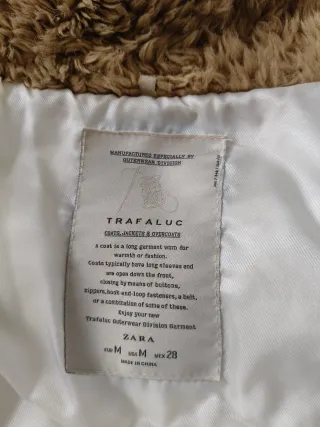 MANUFACTURED ESPECIALLY BY
OUTERWEAR DIVISION
TRAFALUC
COATS, JACKETS & OVERCOATS
A coat is a long garment worn for
warmth or fashion.
Coats typically have long sleeves and
are open down the front,
closing by means of buttons,
zippers, hook-and-loop fasteners, a belt,
or a combination of some of these.
Enjoy your new
Trafaluc Outerwear Division Garment
ZARA
EUR M USA M MEX 28
MADE IN CHINA